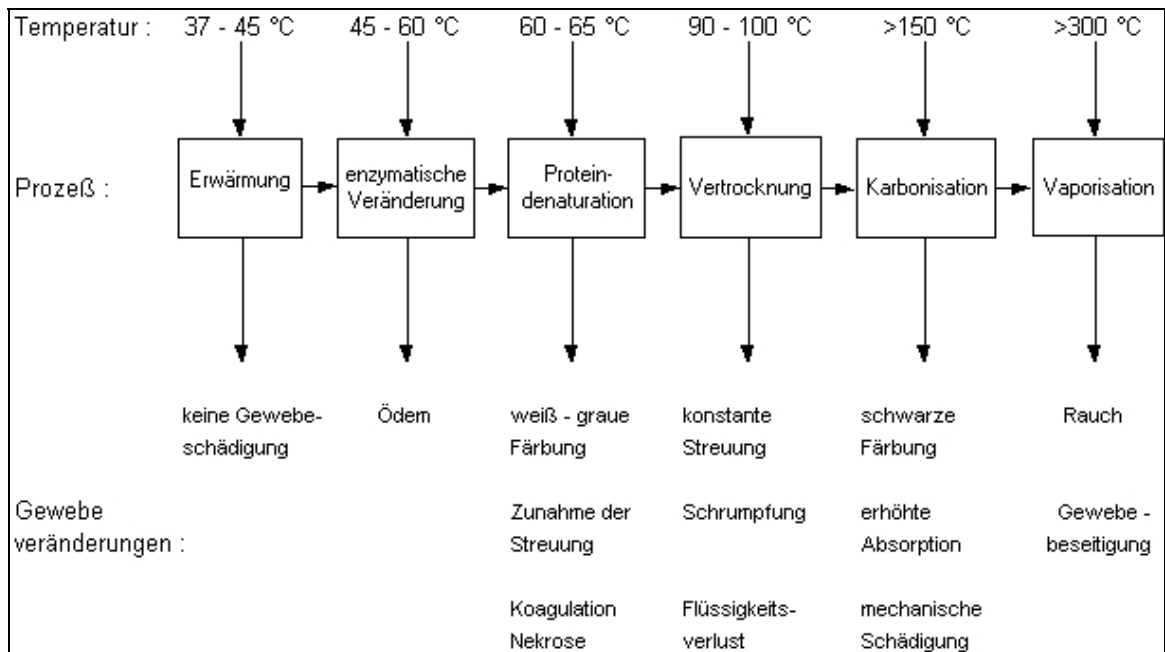 Temperatur : 37 - 45 °C 45 - 60 °C 60 - 65 °C 90 - 100 °C >150 °C >300 °C
Prozeß :
Erwärmung
enzymatische
Veränderung
Protein-
denaturation
Vertrocknung
Karbonisation
Vaporisation
Gewebe
veränderungen :
keine Gewebe-
schädigung
Ödem
weiß - graue
Färbung
Zunahme der
Streuung
Koagulation
Nekrose
konstante
Streuung
Schrumpfung
Flüssigkeits-
verlust
schwarze
Färbung
erhöhte
Absorption
mechanische
Schädigung
Rauch
Gewebe -
beseitigung